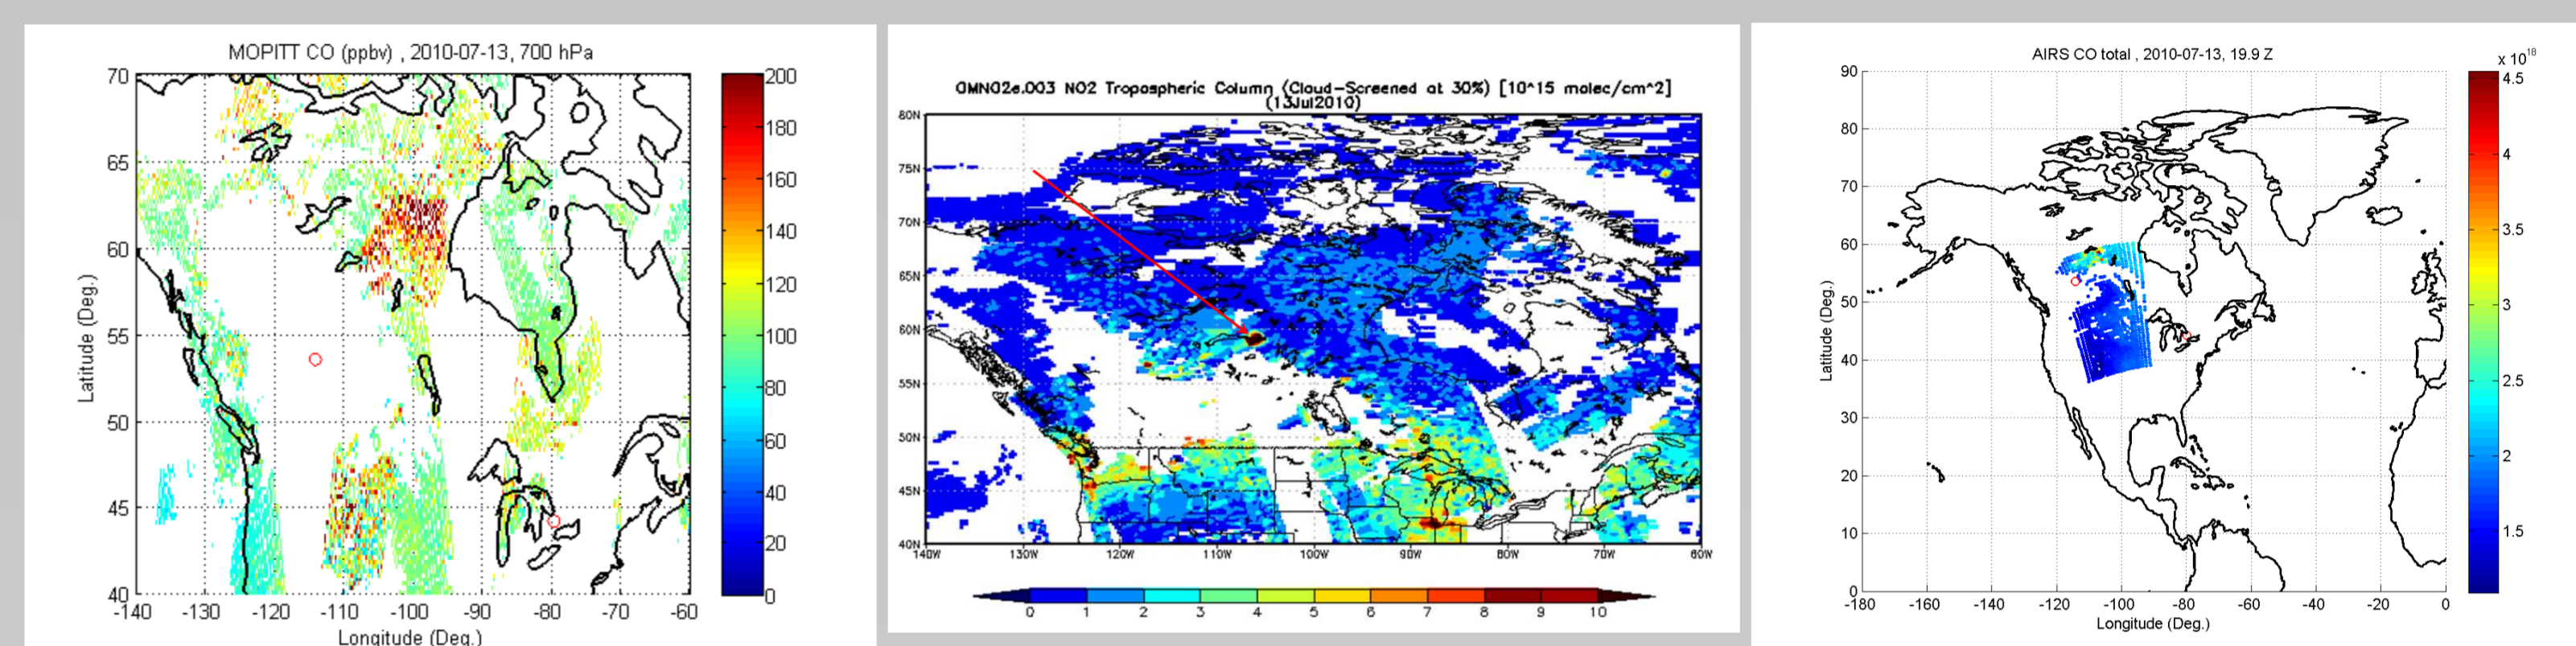 MOPITT CO (ppbv) , 2010-07-13, 700 hPa
70
65
60
55
50
45
40
Latitude (Deg.)
-140 -130 -120 -110 -100 -90 -80 -70 -60
Longitude (Deg.)
200
180
160
140
120
100
80
60
40
20
0
OMNO2e.003 NO2 Tropospheric Column (Cloud-Screened at 30%) [10^15 molec/cm^2]
(13Jul2010)
80N
75N
70N
65N
60N
55N
50N
45N
40N
140W 130W 120W 110W 100W 90W 80W 70W 60W
0 1 2 3 4 5 6 7 8 9 10
AIRS CO total , 2010-07-13, 19.9 Z
90
80
70
60
50
40
30
20
10
0
Latitude (Deg.)
-180 -160 -140 -120 -100 -80 -60 -40 -20 0
Longitude (Deg.)
x 10^18
4.5
4
3.5
3
2.5
2
1.5